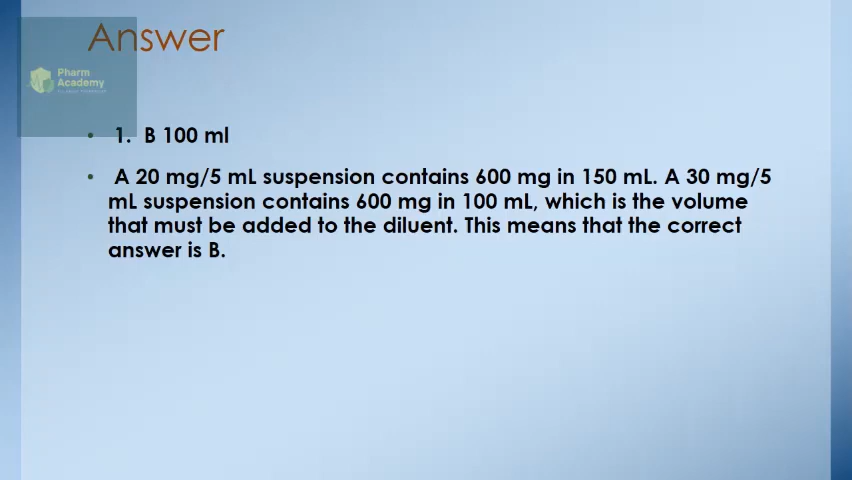 Answer
Pharm
Academy
• 1. B 100 ml
• A 20 mg/5 mL suspension contains 600 mg in 150 mL. A 30 mg/5
mL suspension contains 600 mg in 100 mL, which is the volume
that must be added to the diluent. This means that the correct
answer is B.